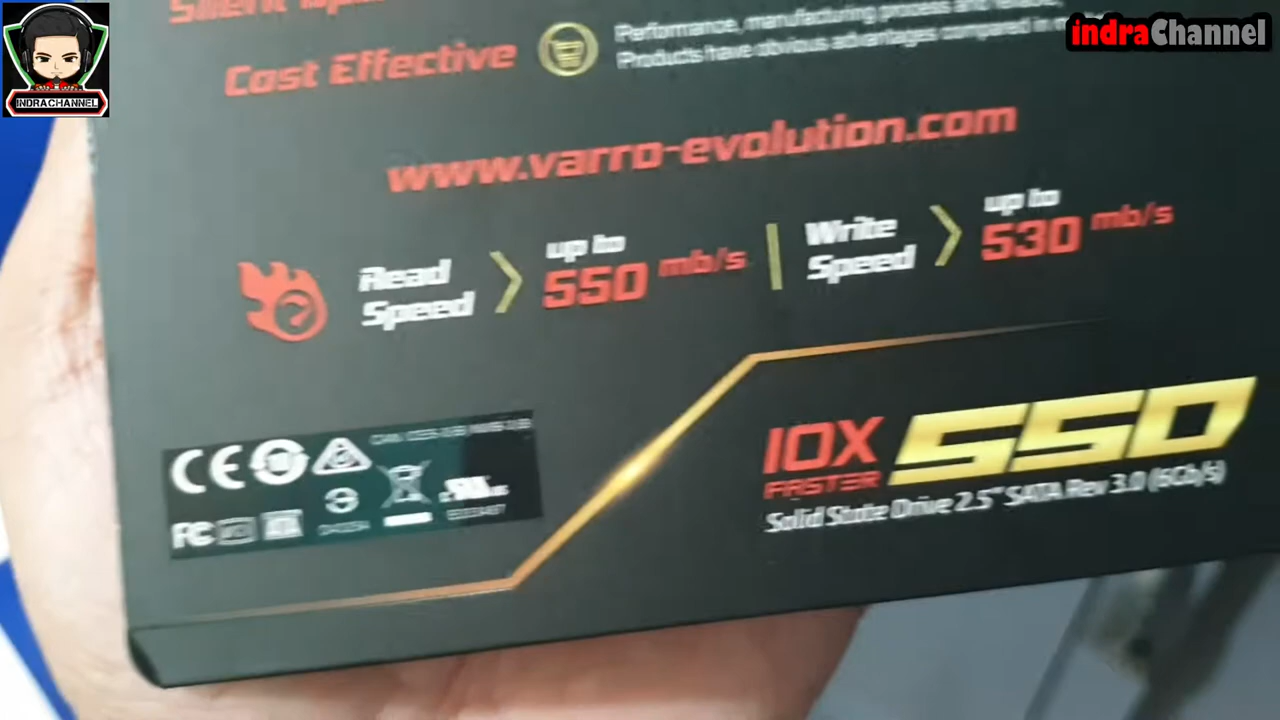 indraChannel
INDRACHANNEL
Silent
Cost Effective
Performance, manufacturing process and
Products have obvious advantages compared in
www.varro-evolution.com
Read Speed
up to
550 mb/s
Write Speed
up to
530 mb/s
CE
FC
10X
FASTER
SSD
Solid State Drive 2.5" SATA Rev 3.0 (6Gb/s)